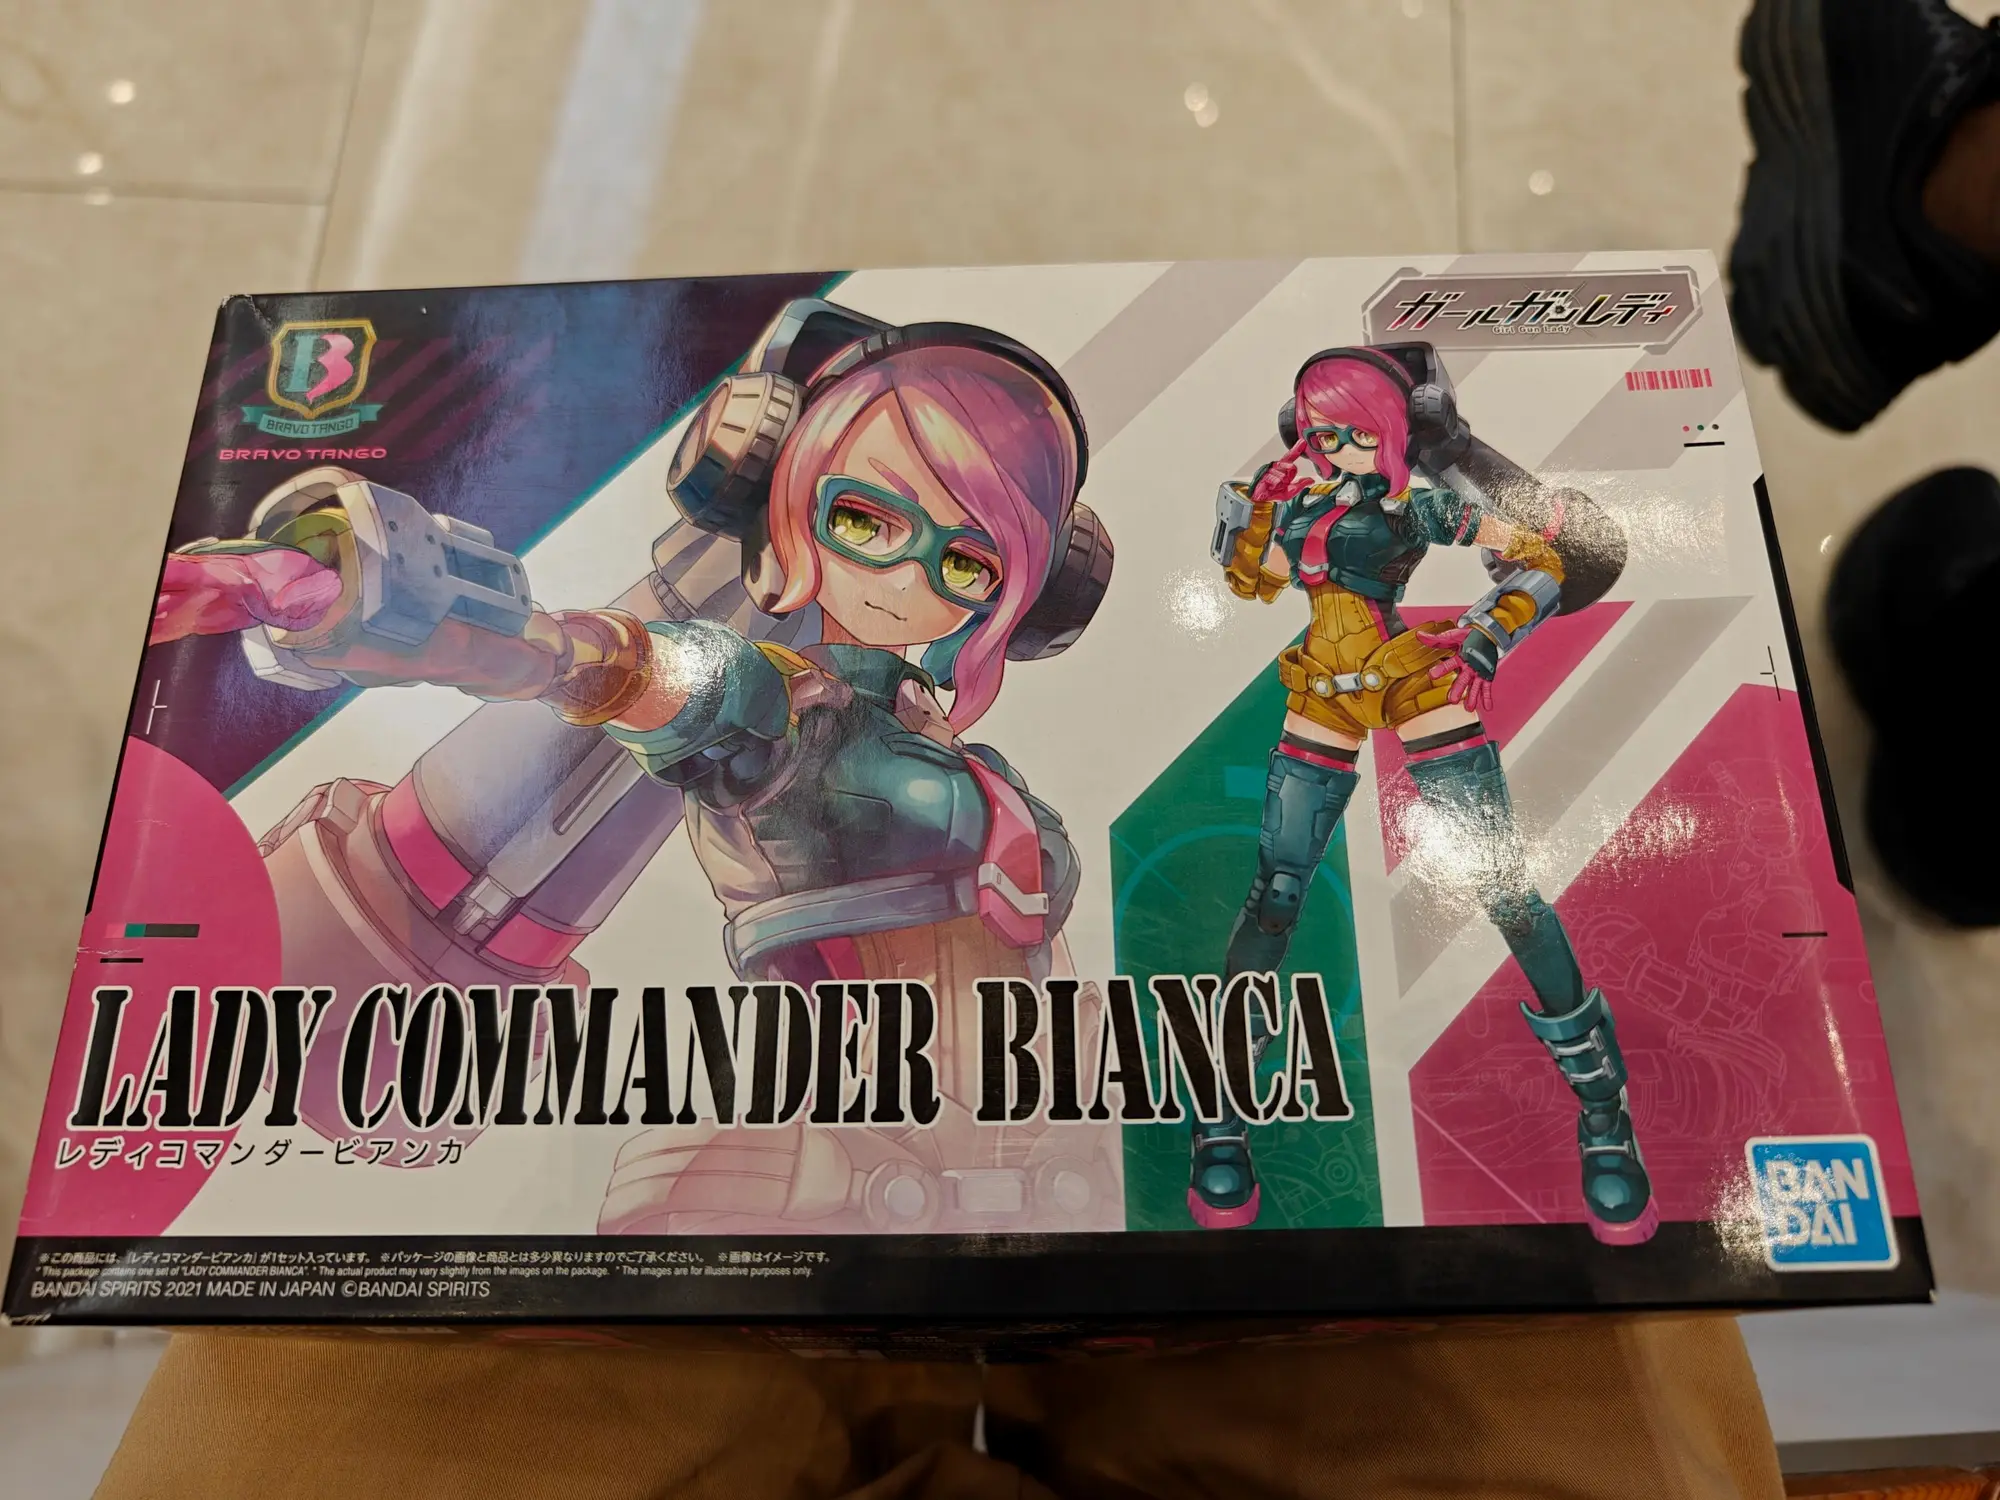 ガールガンレディ
Girl Gun Lady
B
BRAVO TANGO
BRAVO TANGO
LADY COMMANDER BIANCA
レディコマンダービアンカ
BAN
DAI
※この商品には、「レディコマンダービアンカ」が1セット入っています。 ※パッケージの画像と商品とは多少異なりますのでご了承ください。 ※画像はイメージです。
* This package contains one set of "LADY COMMANDER BIANCA". * The actual product may vary slightly from the images on the package. * The images are for illustrative purposes only.
BANDAI SPIRITS 2021 MADE IN JAPAN ©BANDAI SPIRITS